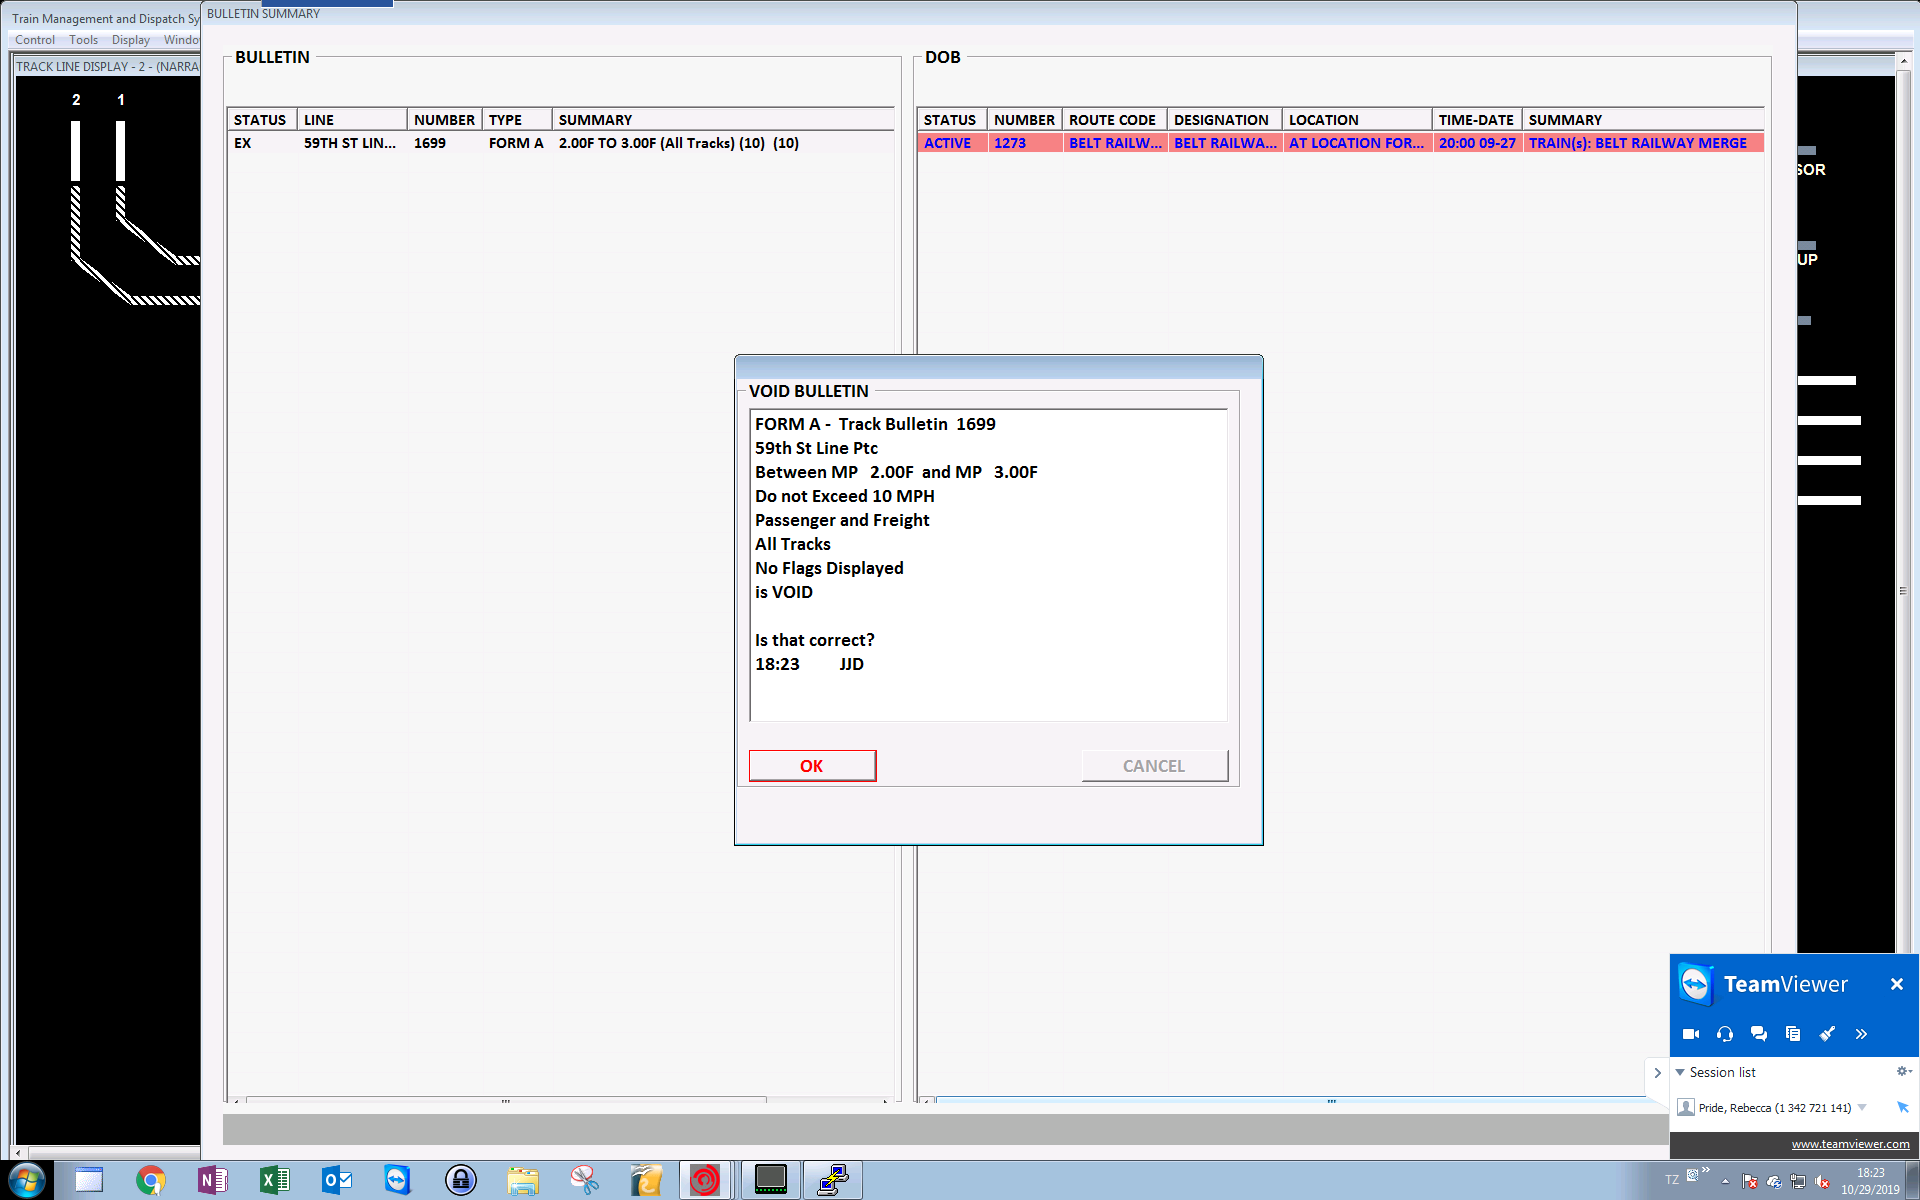 Train Management and Dispatch Sy
BULLETIN SUMMARY
Control Tools Display Windo
TRACK LINE DISPLAY - 2 - (NARRA
2 1
BULLETIN
STATUS LINE NUMBER TYPE SUMMARY
EX 59TH ST LIN... 1699 FORM A 2.00F TO 3.00F (All Tracks) (10) (10)
DOB
STATUS NUMBER ROUTE CODE DESIGNATION LOCATION TIME-DATE SUMMARY
ACTIVE 1273 BELT RAILW... BELT RAILWA... AT LOCATION FOR... 20:00 09-27 TRAIN(s): BELT RAILWAY MERGE
SOR
UP
VOID BULLETIN
FORM A - Track Bulletin 1699
59th St Line Ptc
Between MP 2.00F and MP 3.00F
Do not Exceed 10 MPH
Passenger and Freight
All Tracks
No Flags Displayed
is VOID
Is that correct?
18:23 JJD
OK CANCEL
TeamViewer
Session list
Pride, Rebecca (1 342 721 141)
www.teamviewer.com
TZ
18:23
10/29/2019